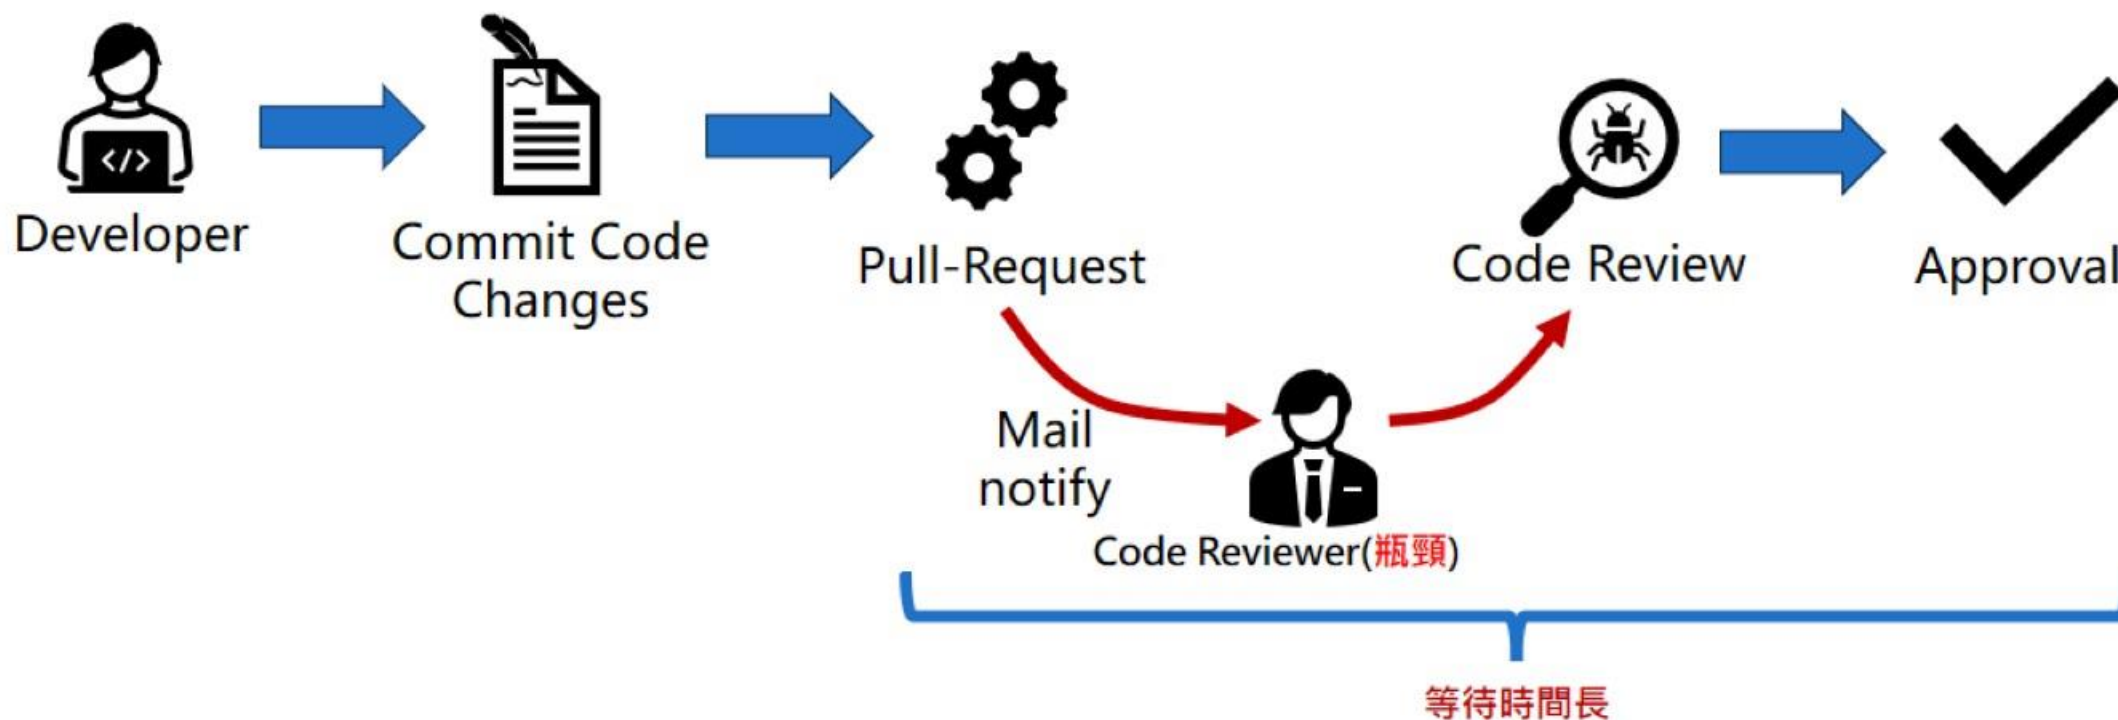 Developer
Commit Code
Changes
Pull-Request
Code Review
Approval
Mail
notify
Code Reviewer(瓶頸)
等待時間長